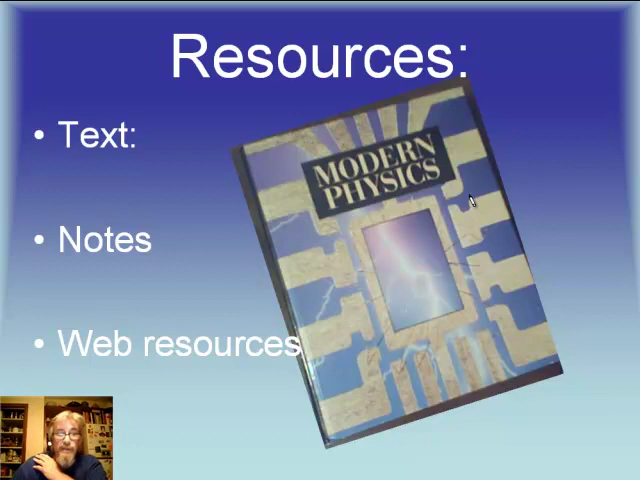 Resources:
• Text:
MODERN
PHYSICS
• Notes
• Web resources